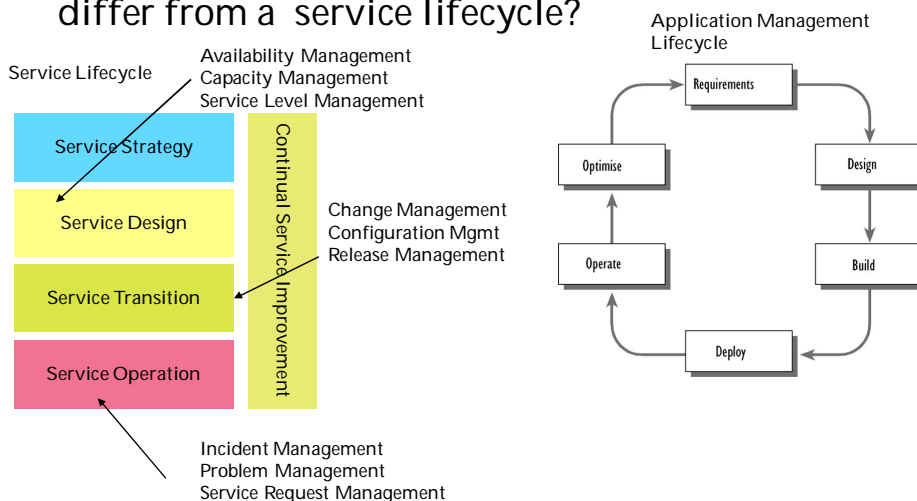 differ from a service lifecycle?
Service Lifecycle
Availability Management
Capacity Management
Service Level Management
Service Strategy
Service Design
Service Transition
Service Operation
Continual Service Improvement
Change Management
Configuration Mgmt
Release Management
Incident Management
Problem Management
Service Request Management
Application Management
Lifecycle
Requirements
Design
Build
Deploy
Operate
Optimise